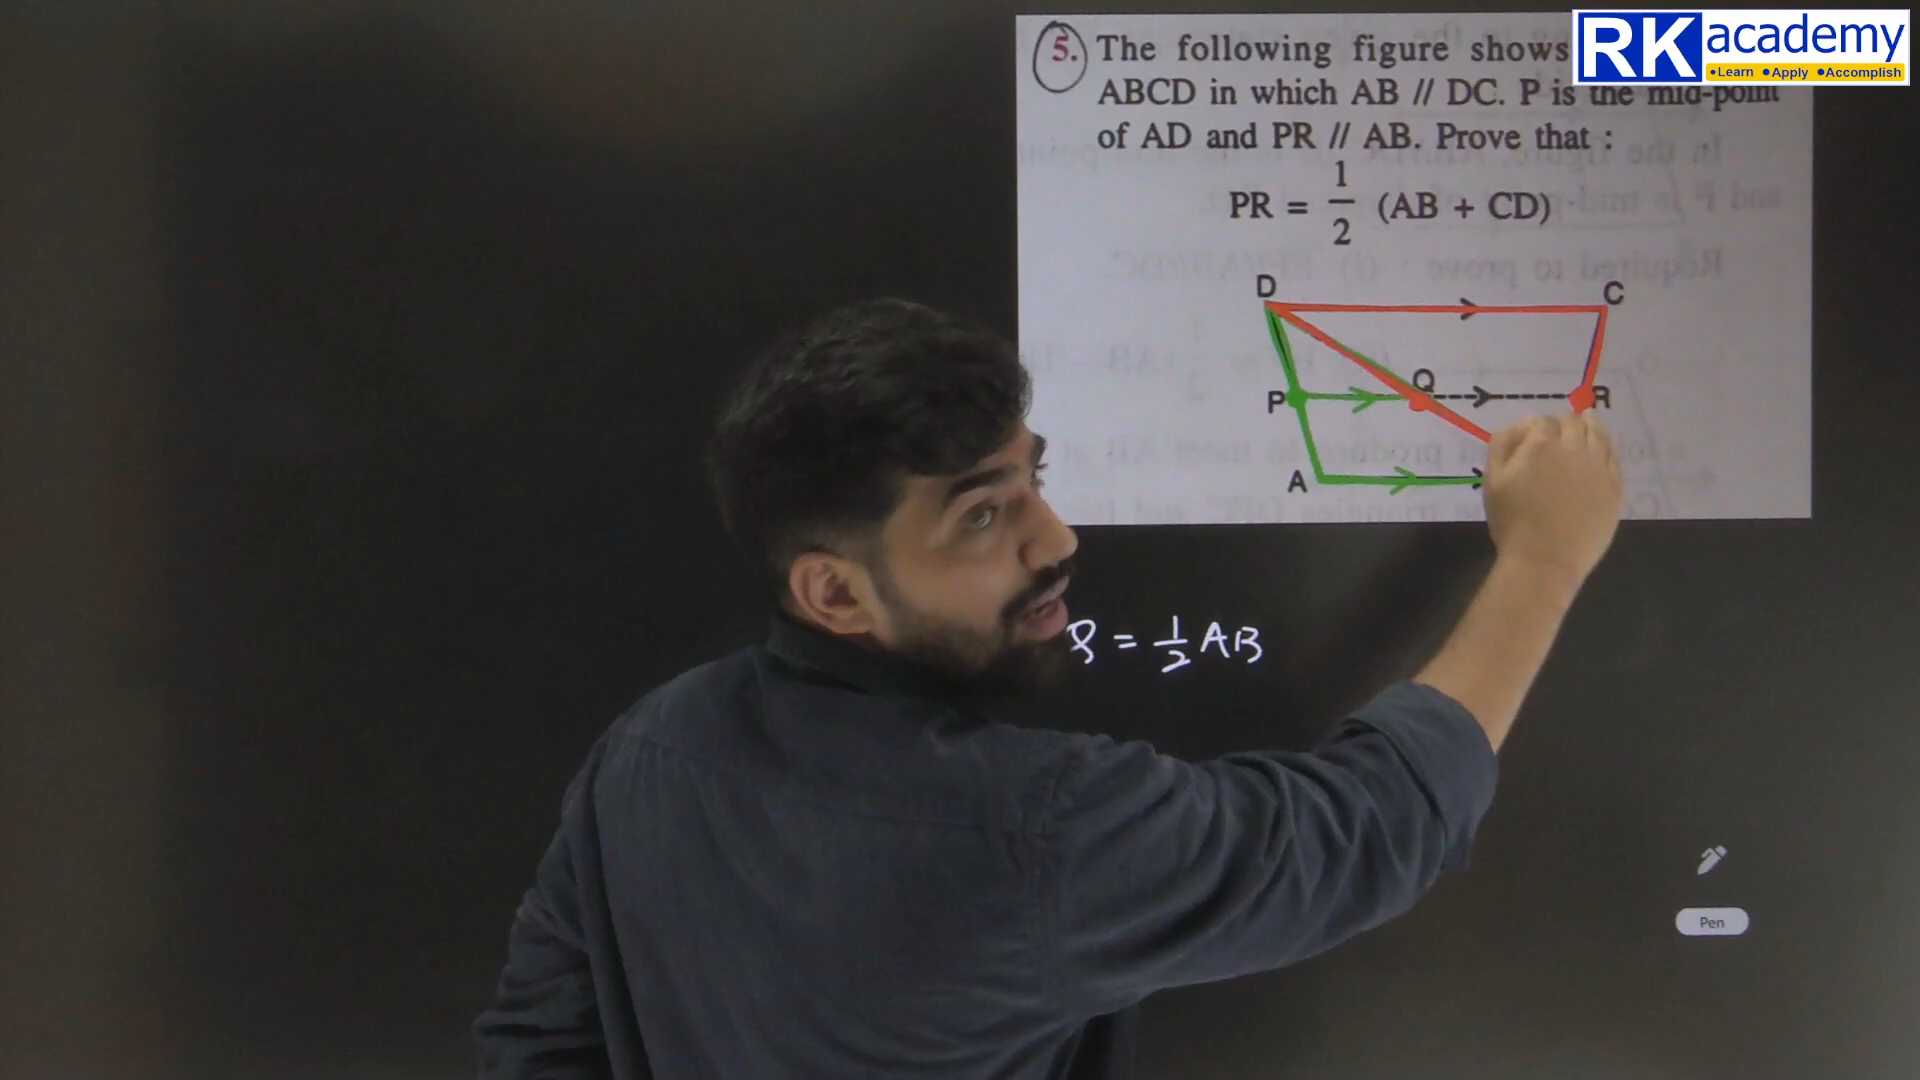 RK academy
•Learn •Apply •Accomplish
5. The following figure shows
ABCD in which AB // DC. P is the mid-point
of AD and PR // AB. Prove that :
PR = 1/2 (AB + CD)
D
C
P
Q
R
A
= 1/2 AB
Pen